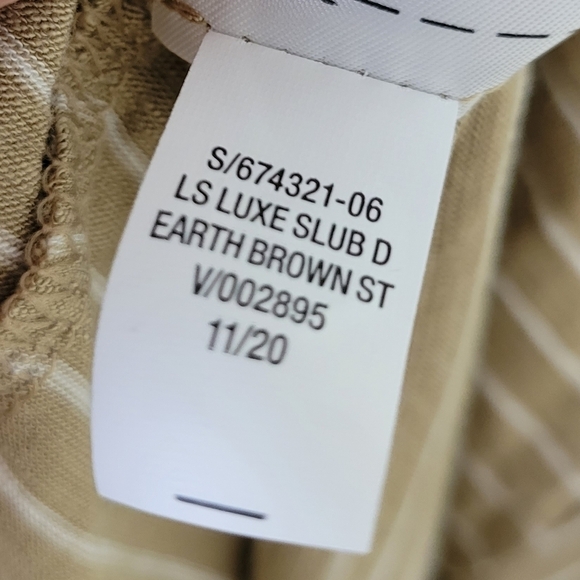 S/674321-06
LS LUXE SLUB D
EARTH BROWN ST
V/002895
11/20